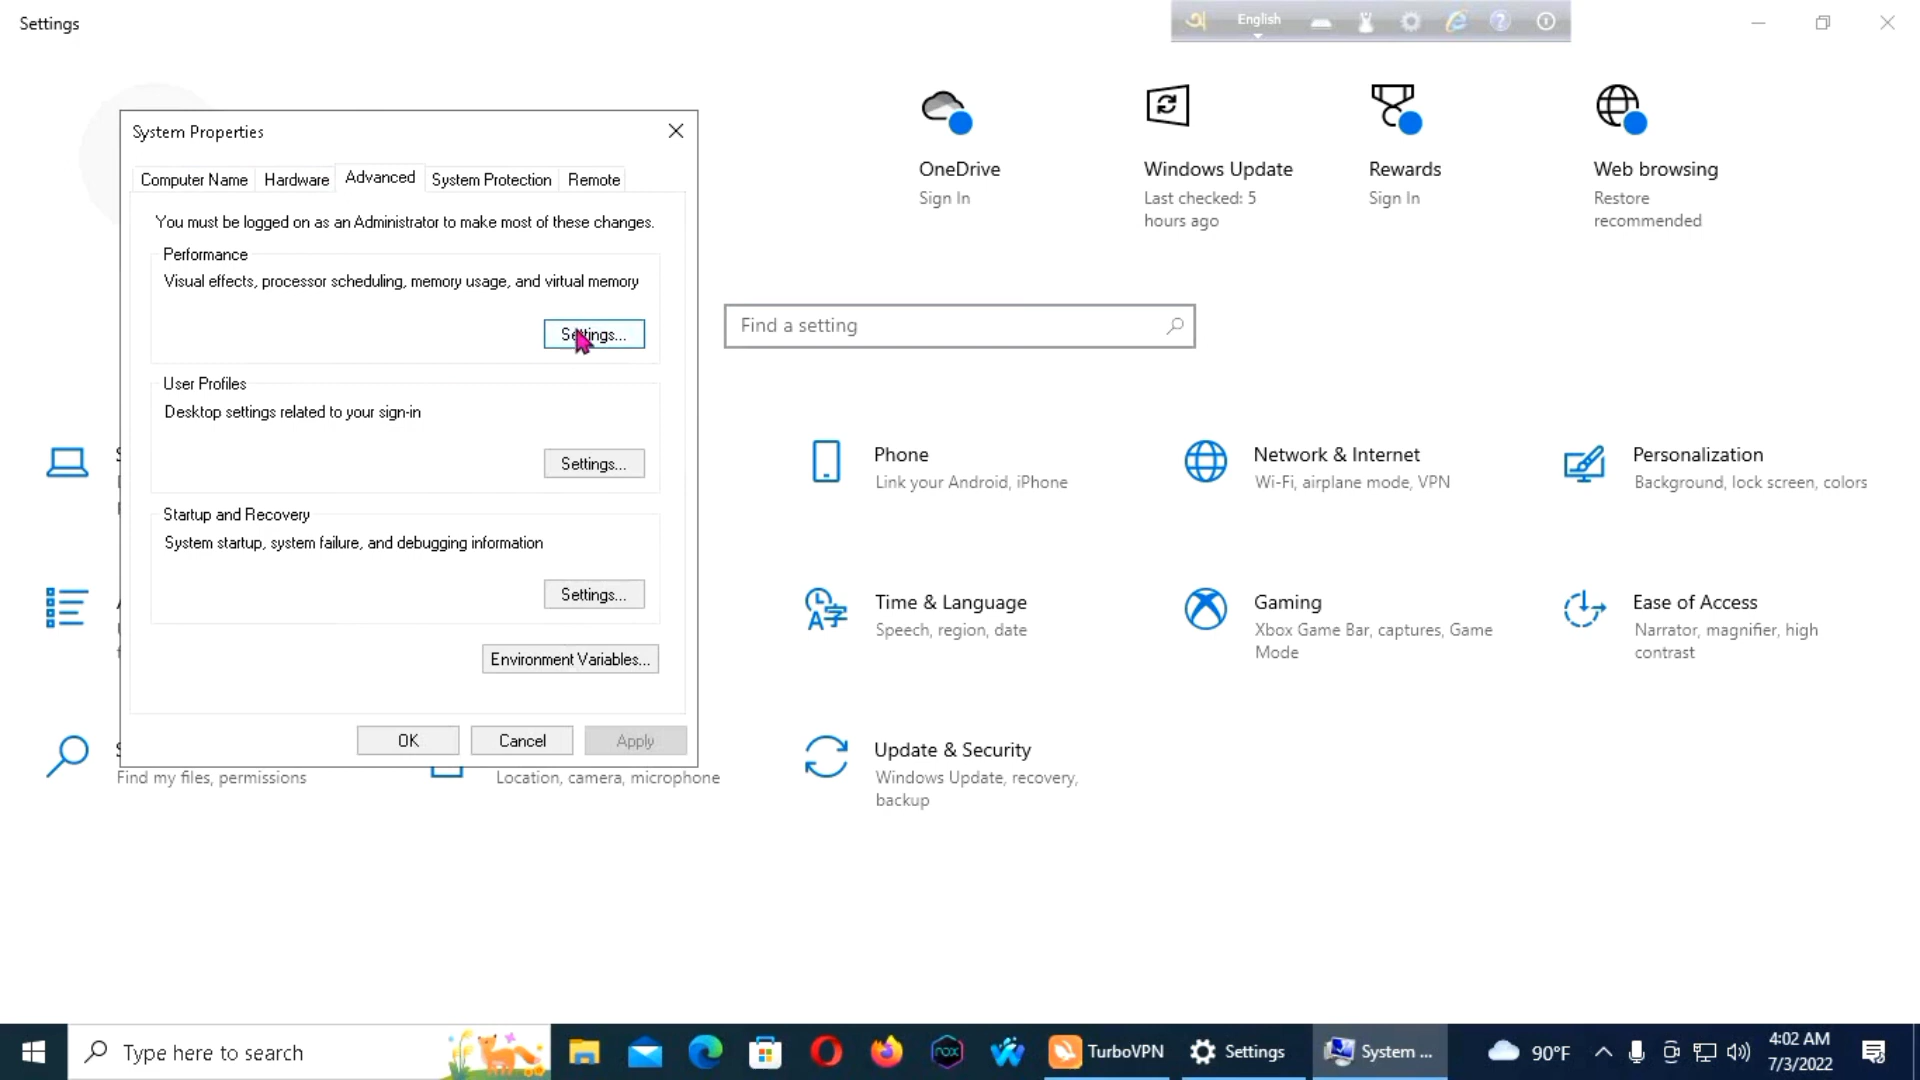 Settings
English
OneDrive
Sign In
Windows Update
Last checked: 5
hours ago
Rewards
Sign In
Web browsing
Restore
recommended
System Properties
Computer Name
Hardware
Advanced
System Protection
Remote
You must be logged on as an Administrator to make most of these changes.
Performance
Visual effects, processor scheduling, memory usage, and virtual memory
Settings...
User Profiles
Desktop settings related to your sign-in
Settings...
Startup and Recovery
System startup, system failure, and debugging information
Settings...
Environment Variables...
OK
Cancel
Apply
Find a setting
Phone
Link your Android, iPhone
Network & Internet
Wi-Fi, airplane mode, VPN
Personalization
Background, lock screen, colors
Time & Language
Speech, region, date
Gaming
Xbox Game Bar, captures, Game
Mode
Ease of Access
Narrator, magnifier, high
contrast
Find my files, permissions
Location, camera, microphone
Update & Security
Windows Update, recovery,
backup
Type here to search
nox
TurboVPN
Settings
System ...
90°F
4:02 AM
7/3/2022